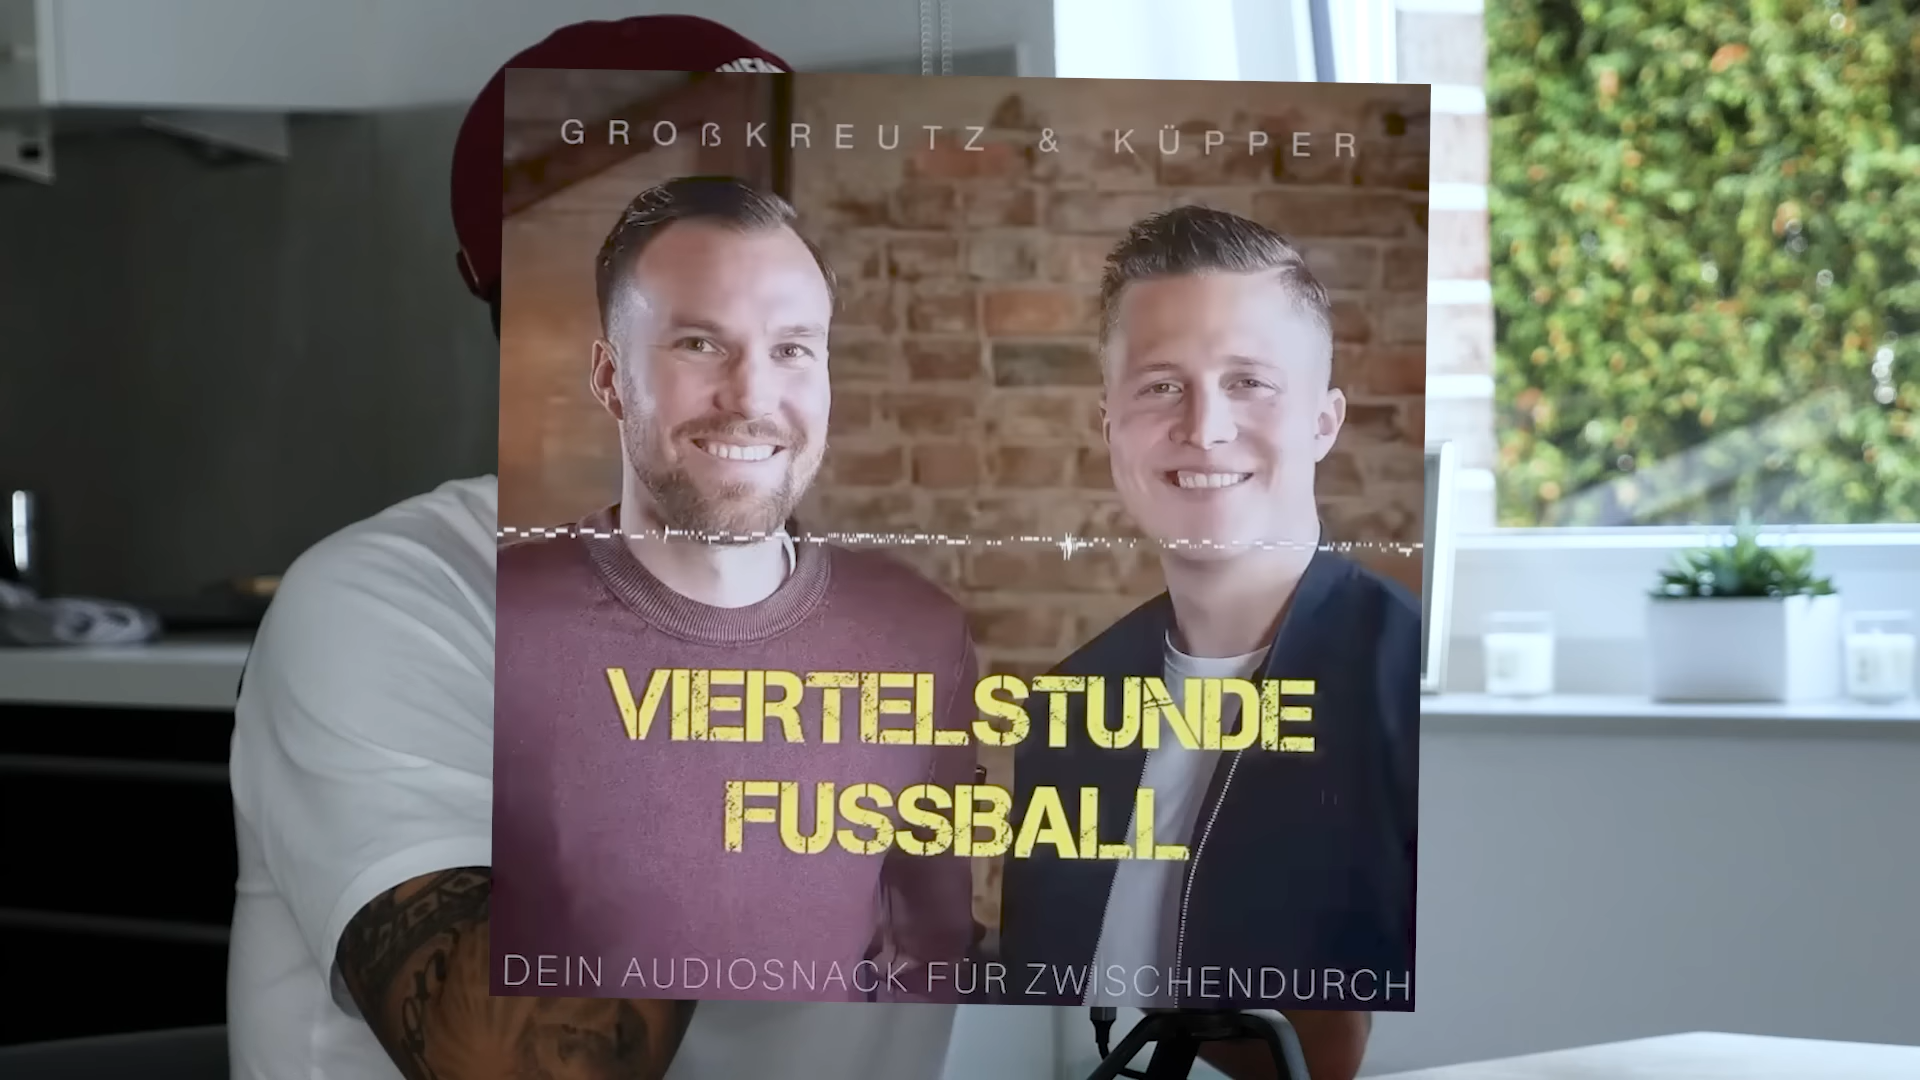 GROßKREUTZ & KÜPPER
VIERTELSTUNDE
FUSSBALL
DEIN AUDIOSNACK FÜR ZWISCHENDURCH